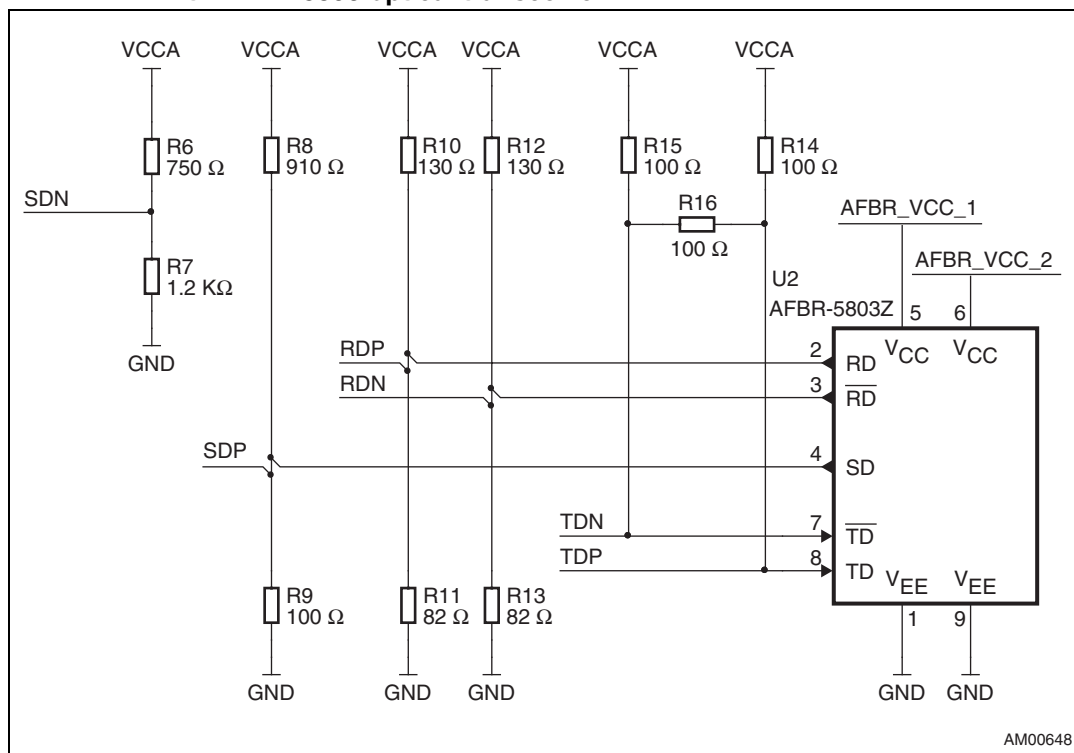 VCCA VCCA VCCA VCCA VCCA VCCA
R6
750 Ω
R8
910 Ω
R10
130 Ω
R12
130 Ω
R15
100 Ω
R14
100 Ω
SDN
R16
100 Ω
AFBR_VCC_1
AFBR_VCC_2
R7
1.2 KΩ
GND
U2
AFBR-5803Z
5 6
VCC VCC
RDP
2 RD
RDN
3 RD
SDP
4 SD
TDN
7 TD
TDP
8 TD
VEE VEE
1 9
R9
100 Ω
R11
82 Ω
R13
82 Ω
GND GND GND GND GND
AM00648